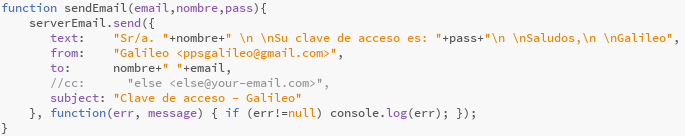 function sendEmail(email,nombre,pass){
serverEmail.send({
text: "Sr/a. "+nombre+" \n \nSu clave de acceso es: "+pass+"\n \nSaludos,\n \nGalileo",
from: "Galileo <ppsgalileo@gmail.com>",
to: nombre+" "+email,
//cc: "else <else@your-email.com>",
subject: "Clave de acceso – Galileo"
}, function(err, message) { if (err!=null) console.log(err); });
}